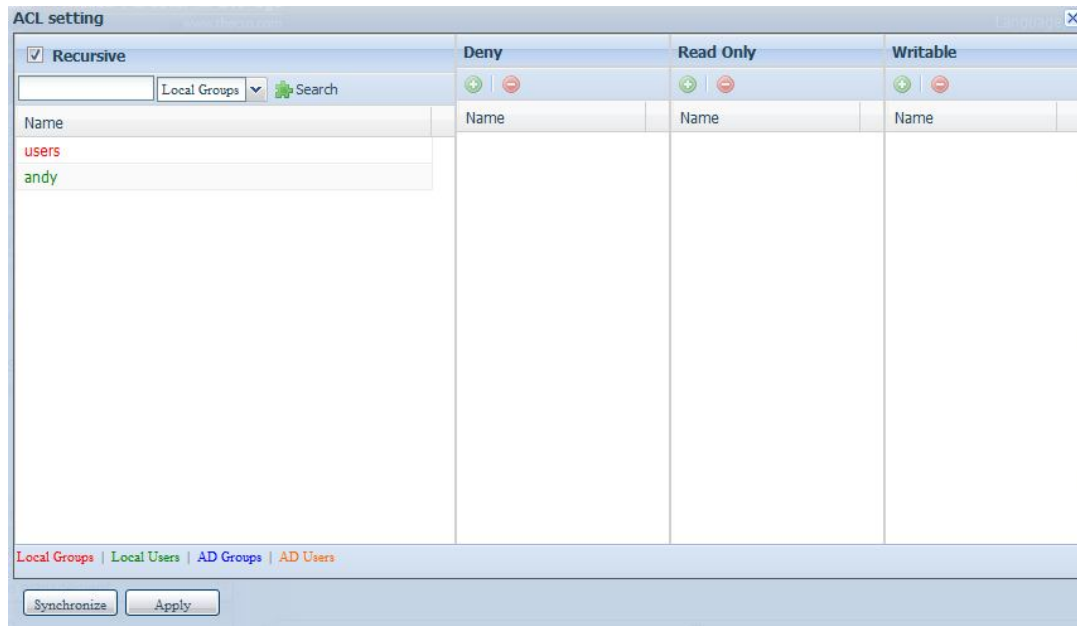 ACL setting
Recursive
Deny
Read Only
Writable
Local Groups
Search
Name
Name
Name
Name
users
andy
Local Groups | Local Users | AD Groups | AD Users
Synchronize
Apply